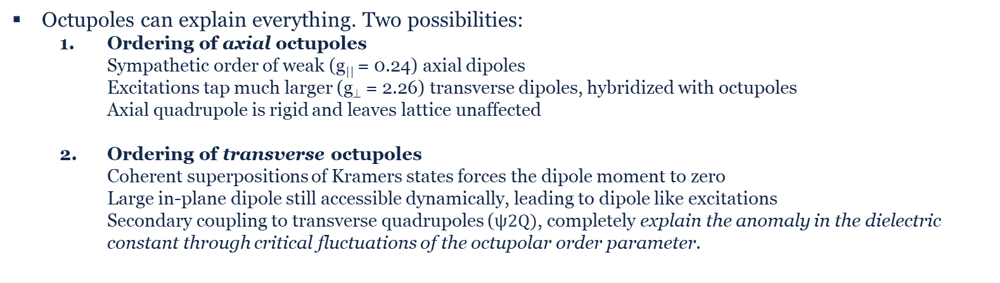 ▪ Octupoles can explain everything. Two possibilities:
1. Ordering of axial octupoles
Sympathetic order of weak (g|| = 0.24) axial dipoles
Excitations tap much larger (g⊥ = 2.26) transverse dipoles, hybridized with octupoles
Axial quadrupole is rigid and leaves lattice unaffected
2. Ordering of transverse octupoles
Coherent superpositions of Kramers states forces the dipole moment to zero
Large in-plane dipole still accessible dynamically, leading to dipole like excitations
Secondary coupling to transverse quadrupoles (ψ2Q), completely explain the anomaly in the dielectric
constant through critical fluctuations of the octupolar order parameter.